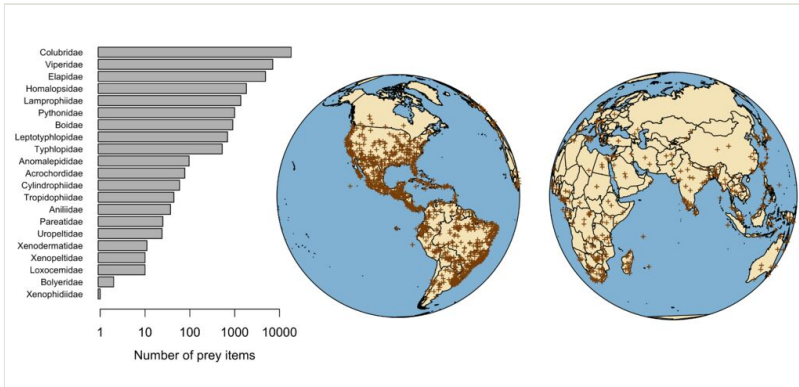 Colubridae
Viperidae
Elapidae
Homalopsidae
Lamprophiidae
Pythonidae
Boidae
Leptotyphlopidae
Typhlopidae
Anomalepididae
Acrochordidae
Cylindrophiidae
Tropidophiidae
Aniliidae
Pareatidae
Uropeltidae
Xenodermatidae
Xenopeltidae
Loxocemidae
Bolyeridae
Xenophidiidae
1 10 100 1000 10000
Number of prey items